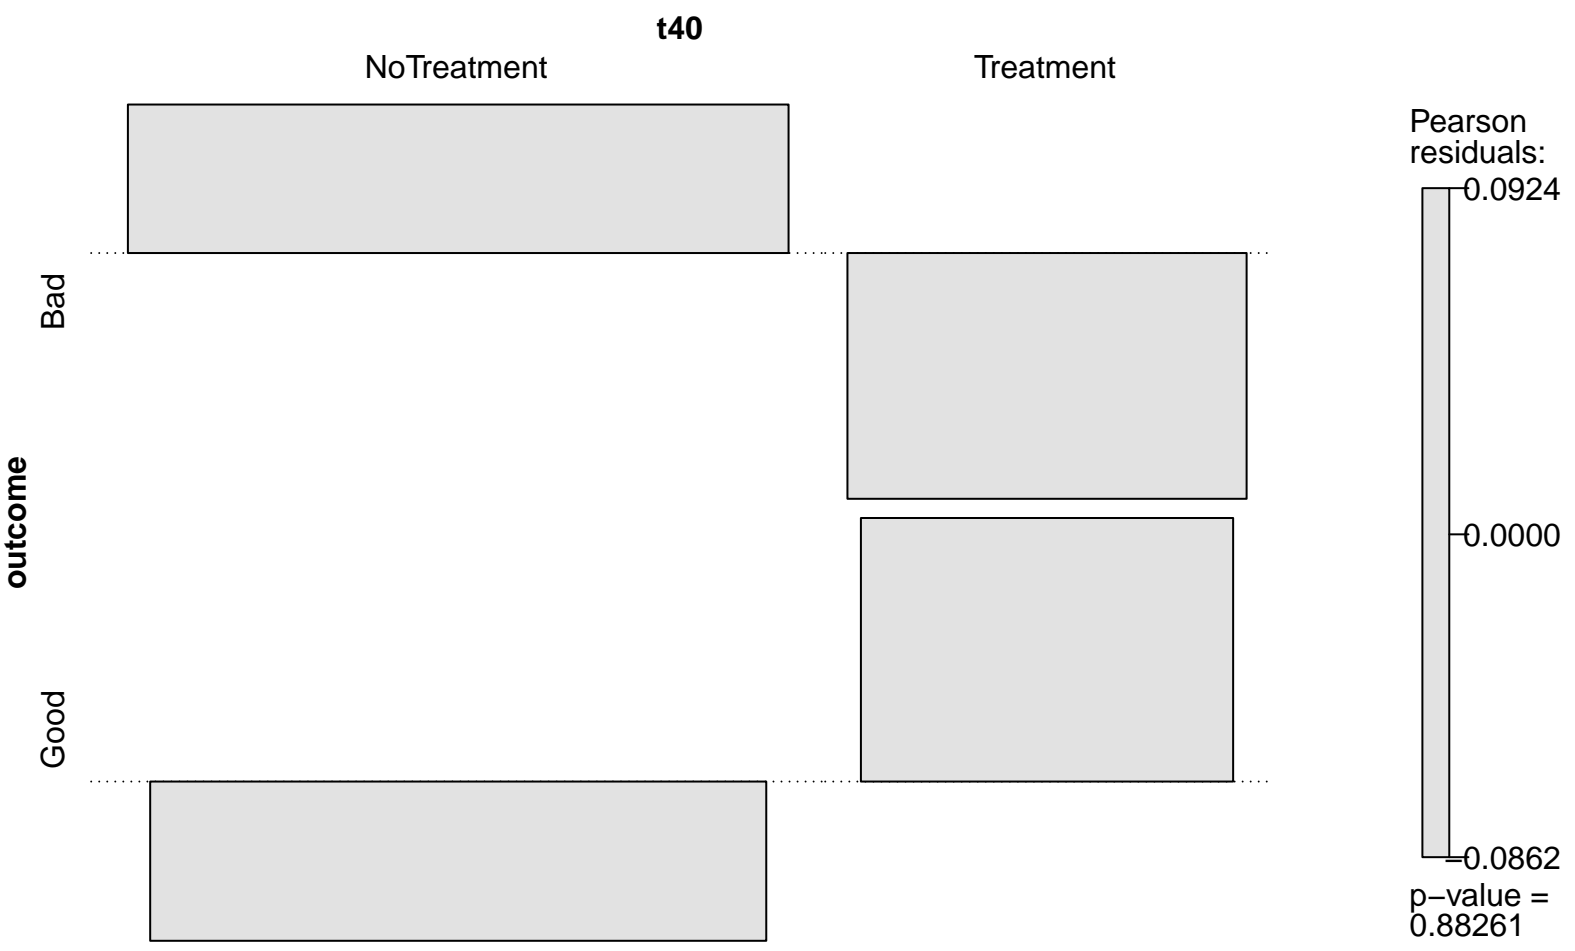 t40
NoTreatment
Treatment
Pearson
residuals:
0.0924
Bad
outcome
0.0000
Good
−0.0862
p−value =
0.88261